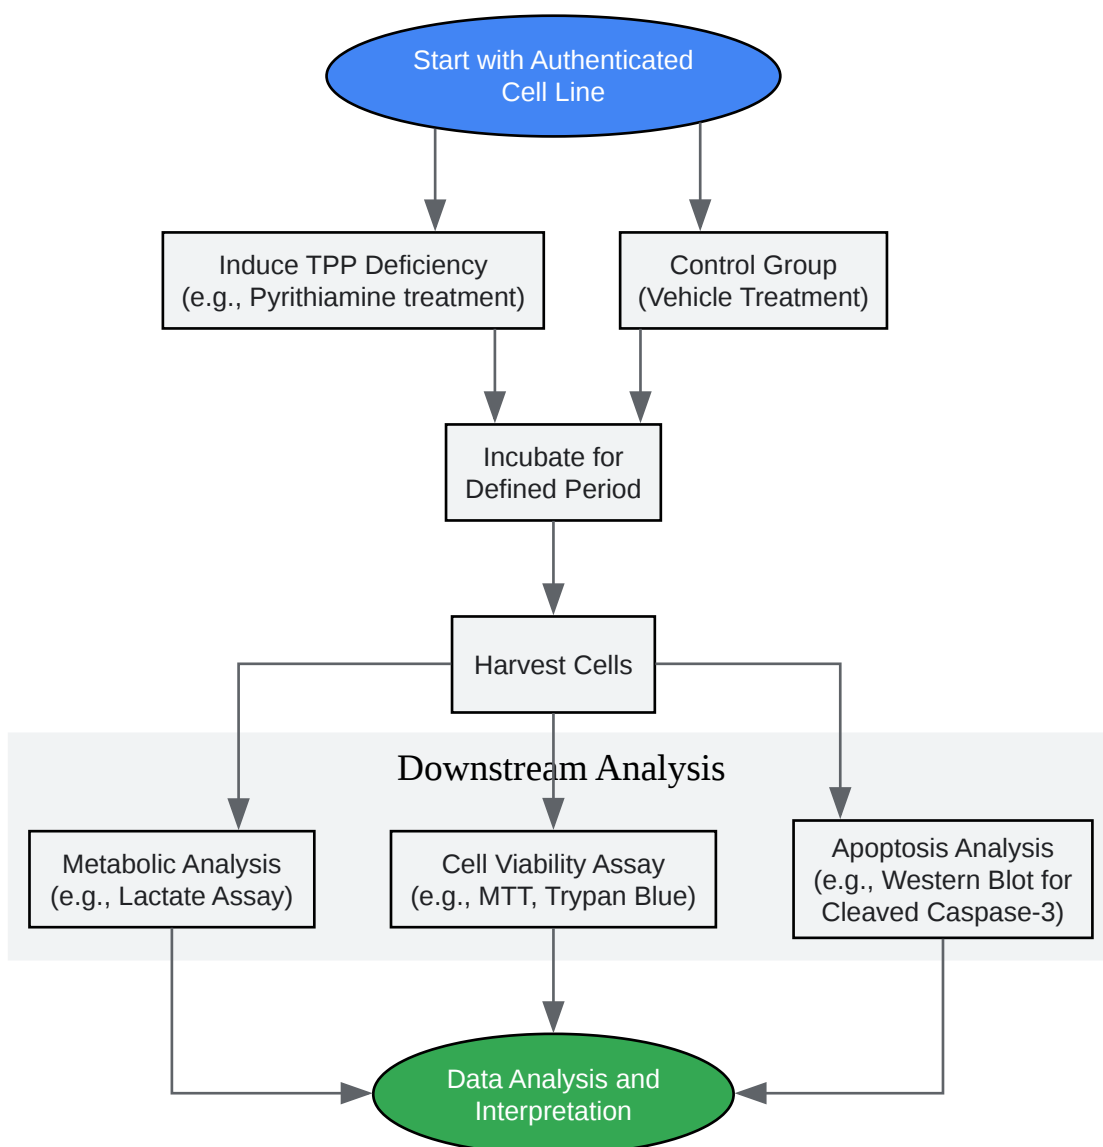 Start with Authenticated
Cell Line
Induce TPP Deficiency
(e.g., Pyrithiamine treatment)
Control Group
(Vehicle Treatment)
Incubate for
Defined Period
Harvest Cells
Downstream Analysis
Metabolic Analysis
(e.g., Lactate Assay)
Cell Viability Assay
(e.g., MTT, Trypan Blue)
Apoptosis Analysis
(e.g., Western Blot for
Cleaved Caspase-3)
Data Analysis and
Interpretation